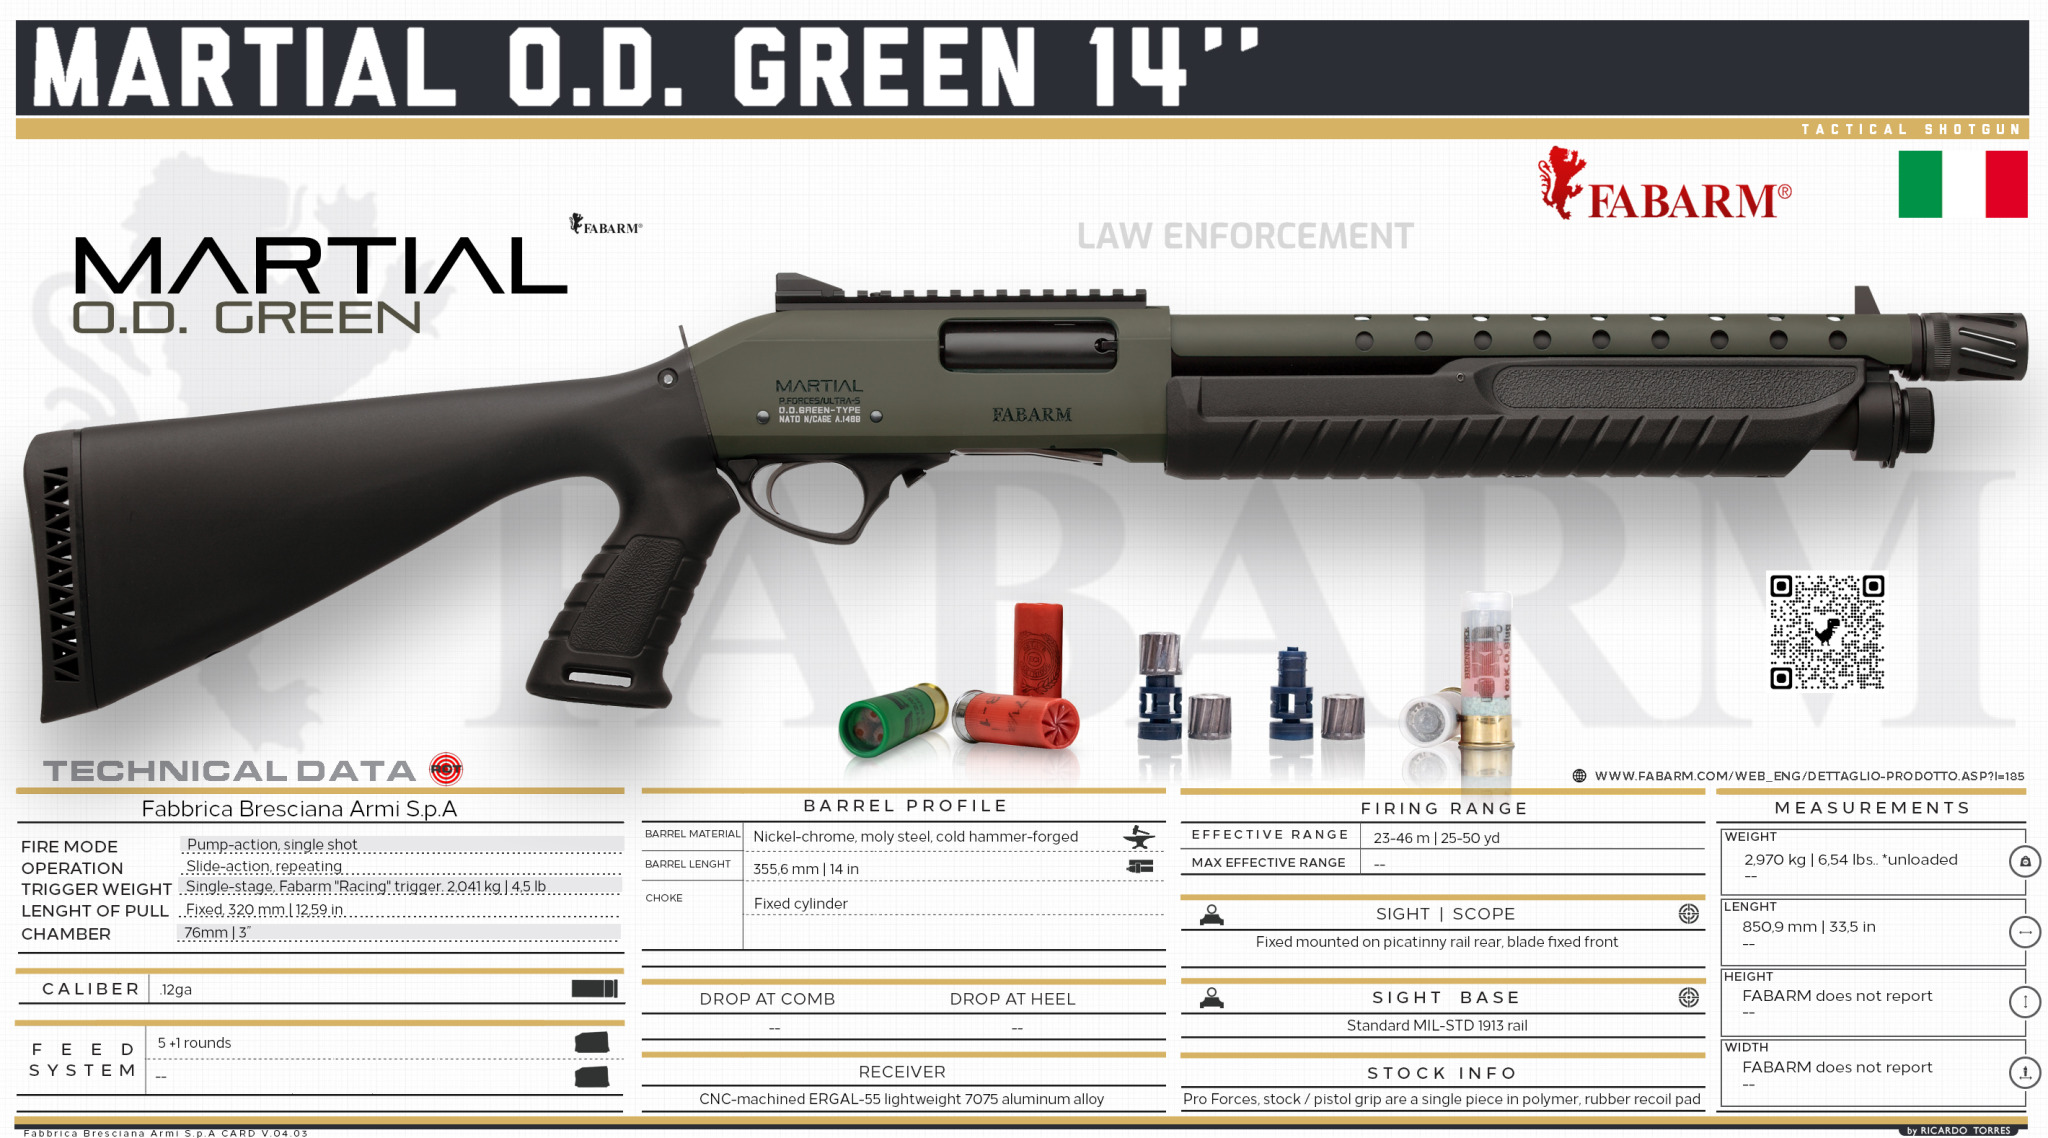 MARTIAL O.D. GREEN 14''
TACTICAL SHOTGUN
FABARM®
LAW ENFORCEMENT
FABARM®
MARTIAL
O.D. GREEN
MARTIAL
P.FORCES/ULTRA-S
O.D.GREEN-TYPE
NATO N/CAGE A.1468
FABARM
FABARM
TECHNICAL DATA
WWW.FABARM.COM/WEB_ENG/DETTAGLIO-PRODOTTO.ASP?I=185
Fabbrica Bresciana Armi S.p.A
FIRE MODE Pump-action, single shot
OPERATION Slide-action, repeating
TRIGGER WEIGHT Single-stage, Fabarm "Racing" trigger. 2,041 kg | 4,5 lb
LENGHT OF PULL Fixed, 320 mm | 12,59 in
CHAMBER 76mm | 3"
CALIBER .12ga
FEED SYSTEM
5 +1 rounds
--
BARREL PROFILE
BARREL MATERIAL Nickel-chrome, moly steel, cold hammer-forged
BARREL LENGHT 355,6 mm | 14 in
CHOKE Fixed cylinder
DROP AT COMB DROP AT HEEL
-- --
RECEIVER
CNC-machined ERGAL-55 lightweight 7075 aluminum alloy
FIRING RANGE
EFFECTIVE RANGE 23-46 m | 25-50 yd
MAX EFFECTIVE RANGE --
SIGHT | SCOPE
Fixed mounted on picatinny rail rear, blade fixed front
SIGHT BASE
Standard MIL-STD 1913 rail
STOCK INFO
Pro Forces, stock / pistol grip are a single piece in polymer, rubber recoil pad
MEASUREMENTS
WEIGHT
2,970 kg | 6,54 lbs.. *unloaded
--
LENGHT
850,9 mm | 33,5 in
--
HEIGHT
FABARM does not report
--
WIDTH
FABARM does not report
--
Fabbrica Bresciana Armi S.p.A CARD V.04.03
by RICARDO TORRES